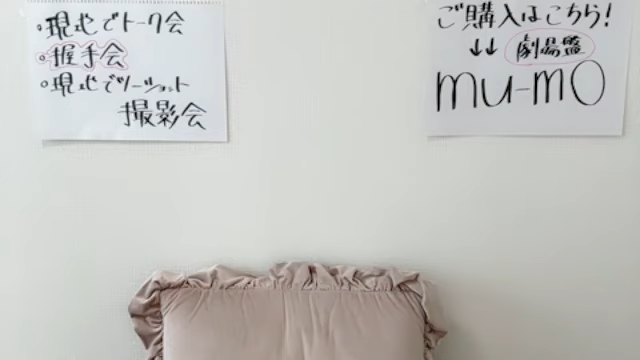 ・現地でトーク会
・握手会
・現地でツーショット
撮影会
ご購入はこちら!
↓↓ 劇場盤
mu-mo